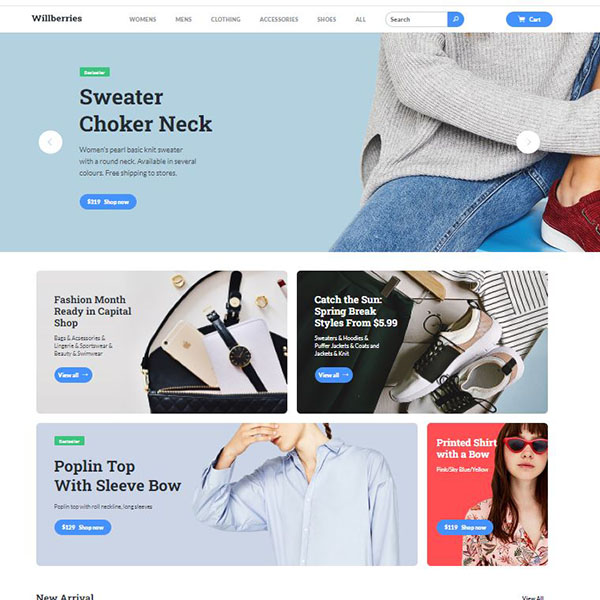 Willberries WOMENS MENS CLOTHING ACCESSORIES SHOES ALL Search Cart
Bestseller
Sweater
Choker Neck
Women's pearl basic knit sweater
with a round neck. Available in several
colours. Free shipping to stores.
$219 Shop now
Fashion Month
Ready in Capital
Shop
Bags & Accessories &
Lingerie & Sportswear &
Beauty & Swimwear
View all →
Catch the Sun:
Spring Break
Styles From $5.99
Sweaters & Hoodies &
Puffer Jackets & Coats and
Jackets & Knit
View all →
Bestseller
Poplin Top
With Sleeve Bow
Poplin top with roll neckline, long sleeves
$129 Shop now
Printed Shirt
with a Bow
Pink/Sky Blue/Yellow
$119 Shop now
New Arrival View All